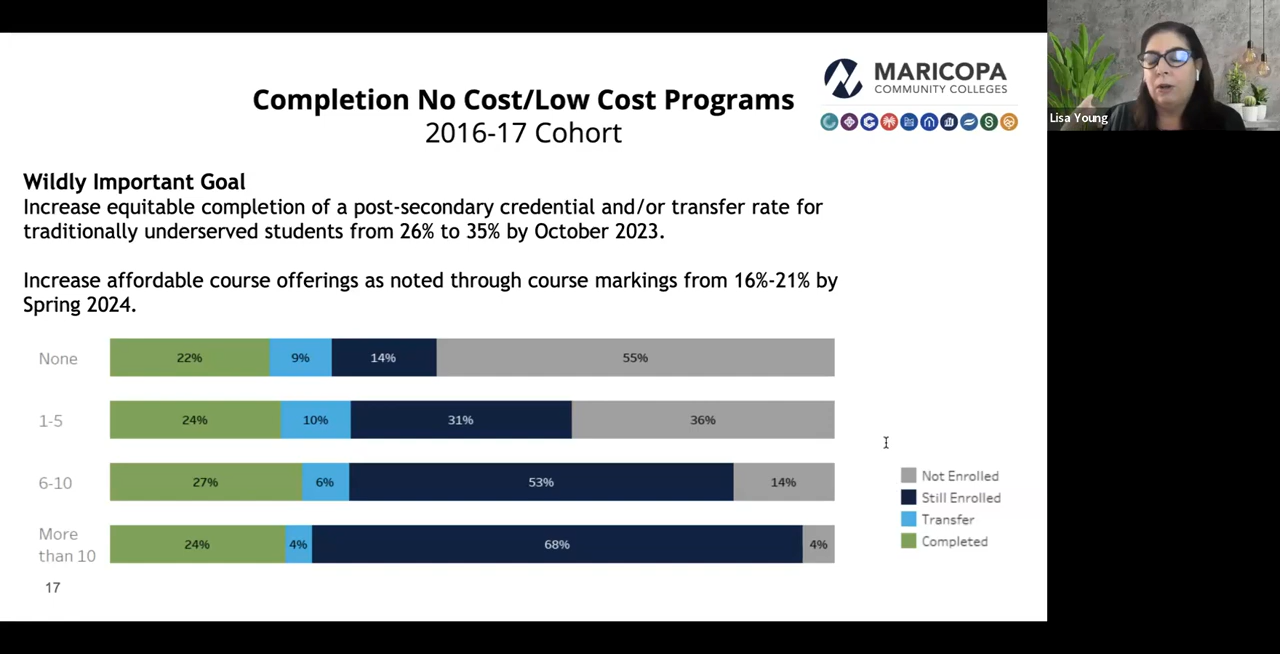 Completion No Cost/Low Cost Programs
2016-17 Cohort
MARICOPA
COMMUNITY COLLEGES
Lisa Young
Wildly Important Goal
Increase equitable completion of a post-secondary credential and/or transfer rate for
traditionally underserved students from 26% to 35% by October 2023.
Increase affordable course offerings as noted through course markings from 16%-21% by
Spring 2024.
None 22% 9% 14% 55%
1-5 24% 10% 31% 36%
6-10 27% 6% 53% 14%
More
than 10 24% 4% 68% 4%
Not Enrolled
Still Enrolled
Transfer
Completed
17